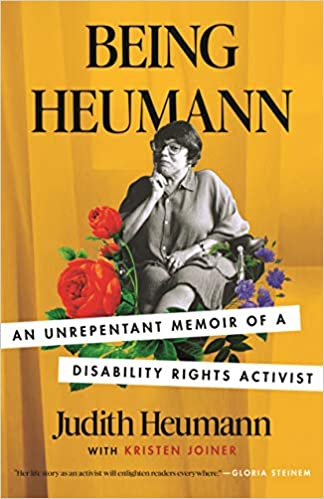 BEING
HEUMANN
AN UNREPENTANT MEMOIR OF A
DISABILITY RIGHTS ACTIVIST
Judith Heumann
WITH KRISTEN JOINER
"Her life story as an activist will enlighten readers everywhere."—GLORIA STEINEM